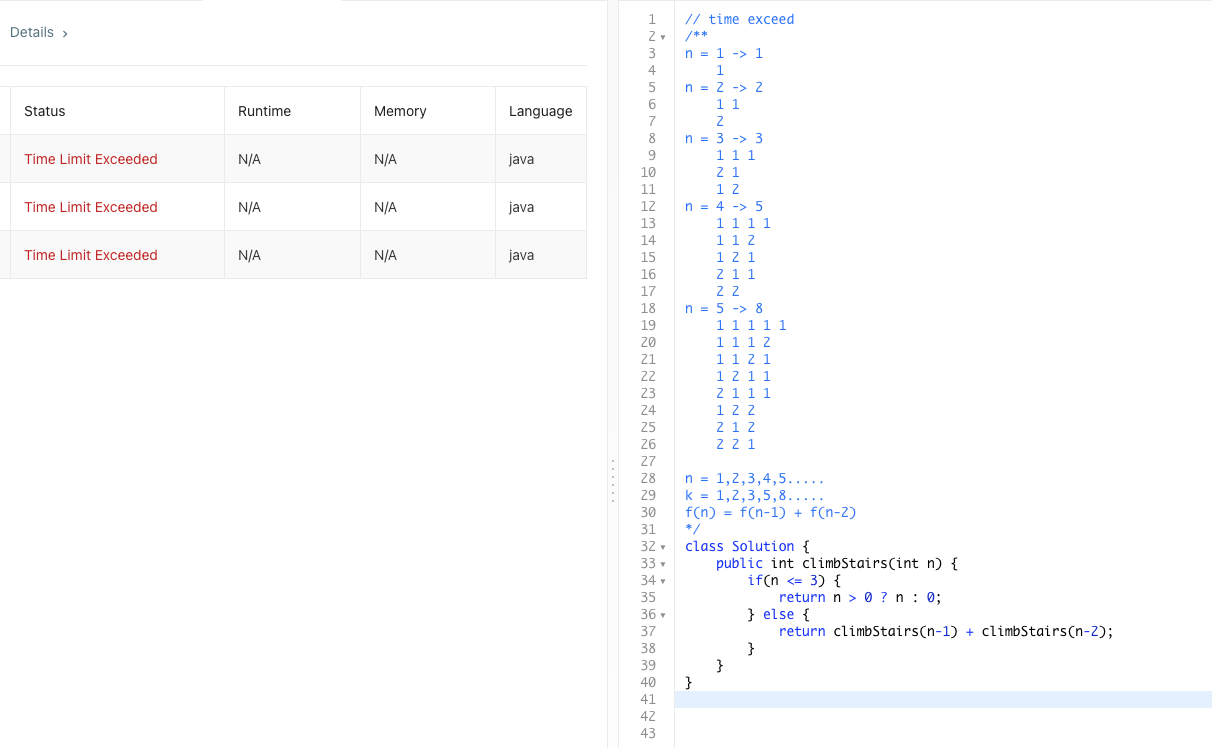 Details >
Status Runtime Memory Language
Time Limit Exceeded N/A N/A java
Time Limit Exceeded N/A N/A java
Time Limit Exceeded N/A N/A java
1 // time exceed
2 /**
3 n = 1 -> 1
4 1
5 n = 2 -> 2
6 1 1
7 2
8 n = 3 -> 3
9 1 1 1
10 2 1
11 1 2
12 n = 4 -> 5
13 1 1 1 1
14 1 1 2
15 1 2 1
16 2 1 1
17 2 2
18 n = 5 -> 8
19 1 1 1 1 1
20 1 1 1 2
21 1 1 2 1
22 1 2 1 1
23 2 1 1 1
24 1 2 2
25 2 1 2
26 2 2 1
27
28 n = 1,2,3,4,5.....
29 k = 1,2,3,5,8.....
30 f(n) = f(n-1) + f(n-2)
31 */
32 class Solution {
33 public int climbStairs(int n) {
34 if(n <= 3) {
35 return n > 0 ? n : 0;
36 } else {
37 return climbStairs(n-1) + climbStairs(n-2);
38 }
39 }
40 }
41
42
43